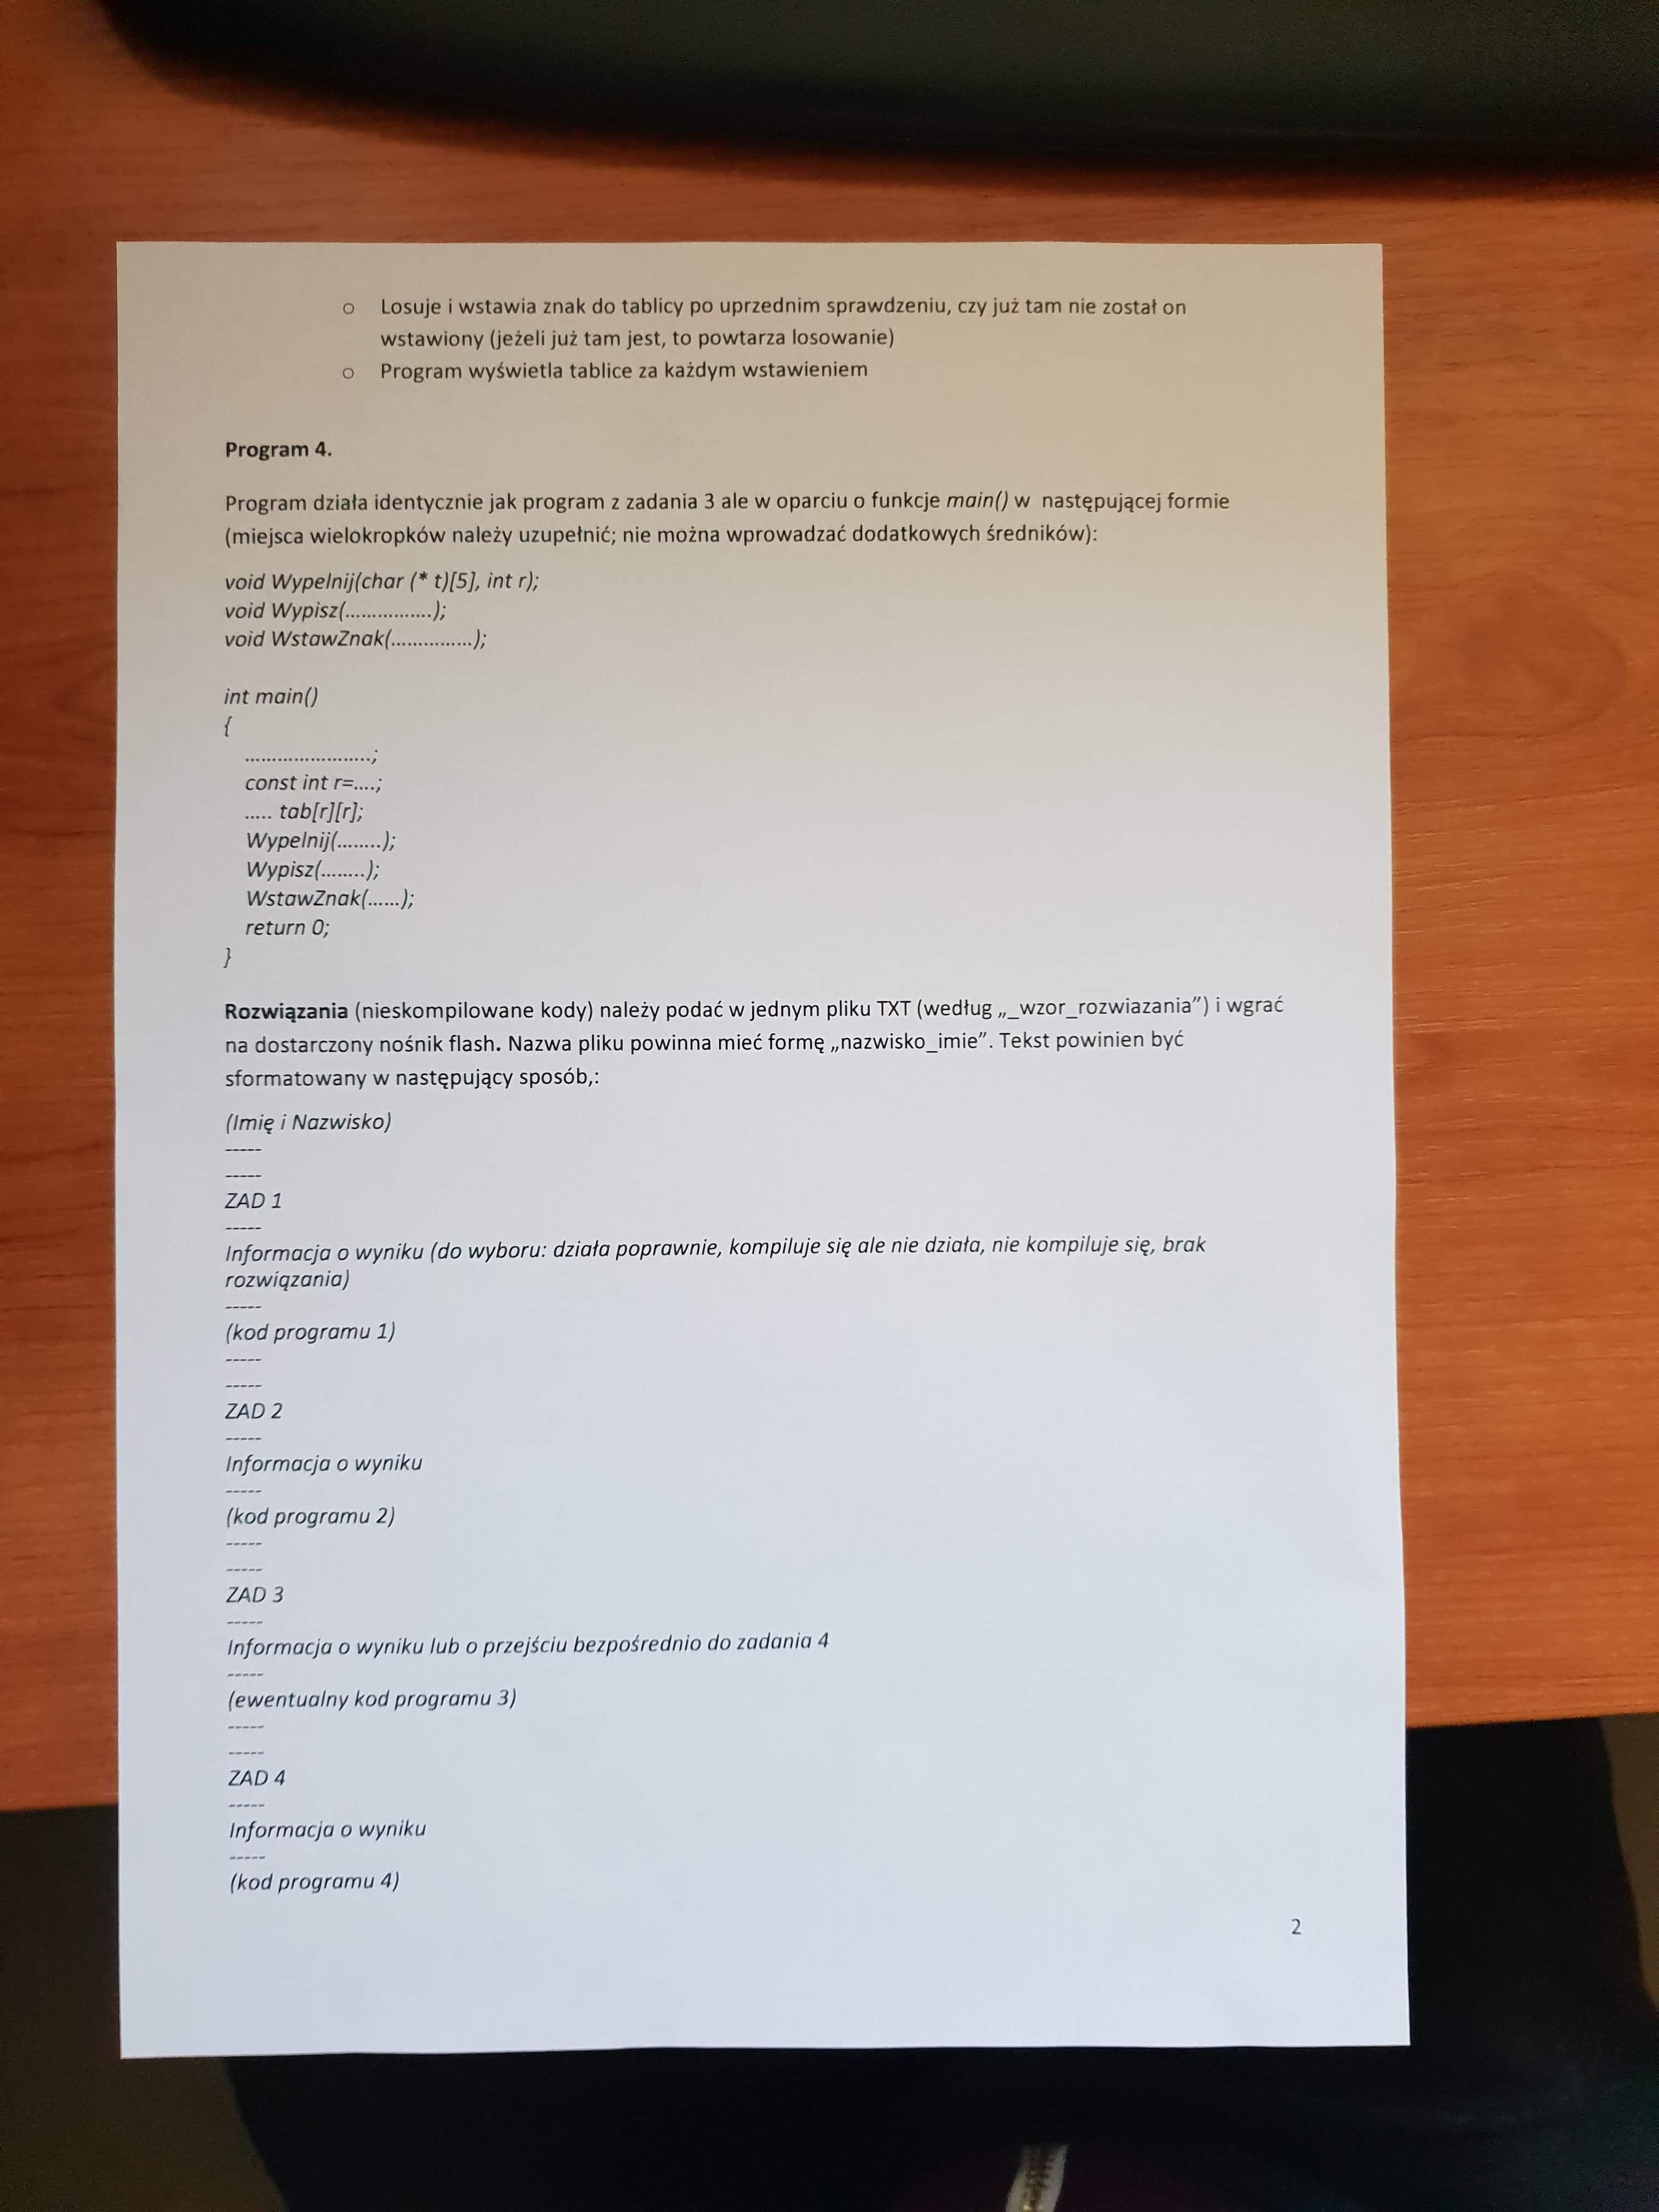 o Losuje i wstawia znak do tablicy po uprzednim sprawdzeniu, czy już tam nie został on
wstawiony (jeżeli już tam jest, to powtarza losowanie)
o Program wyświetla tablice za każdym wstawieniem
Program 4.
Program działa identycznie jak program z zadania 3 ale w oparciu o funkcje main() w następującej formie
(miejsca wielokropków należy uzupełnić; nie można wprowadzać dodatkowych średników):
void Wypelnij(char (* t)[5], int r);
void Wypisz(................);
void WstawZnak(...............);
int main()
{
........................;
const int r=....;
..... tab[r][r];
Wypelnij(........);
Wypisz(........);
WstawZnak(......);
return 0;
}
Rozwiązania (nieskompilowane kody) należy podać w jednym pliku TXT (według „_wzor_rozwiazania”) i wgrać
na dostarczony nośnik flash. Nazwa pliku powinna mieć formę „nazwisko_imie”. Tekst powinien być
sformatowany w następujący sposób,:
(Imię i Nazwisko)
-----
-----
ZAD 1
-----
Informacja o wyniku (do wyboru: działa poprawnie, kompiluje się ale nie działa, nie kompiluje się, brak
rozwiązania)
-----
(kod programu 1)
-----
-----
ZAD 2
-----
Informacja o wyniku
-----
(kod programu 2)
-----
-----
ZAD 3
-----
Informacja o wyniku lub o przejściu bezpośrednio do zadania 4
-----
(ewentualny kod programu 3)
-----
-----
ZAD 4
-----
Informacja o wyniku
-----
(kod programu 4)
2